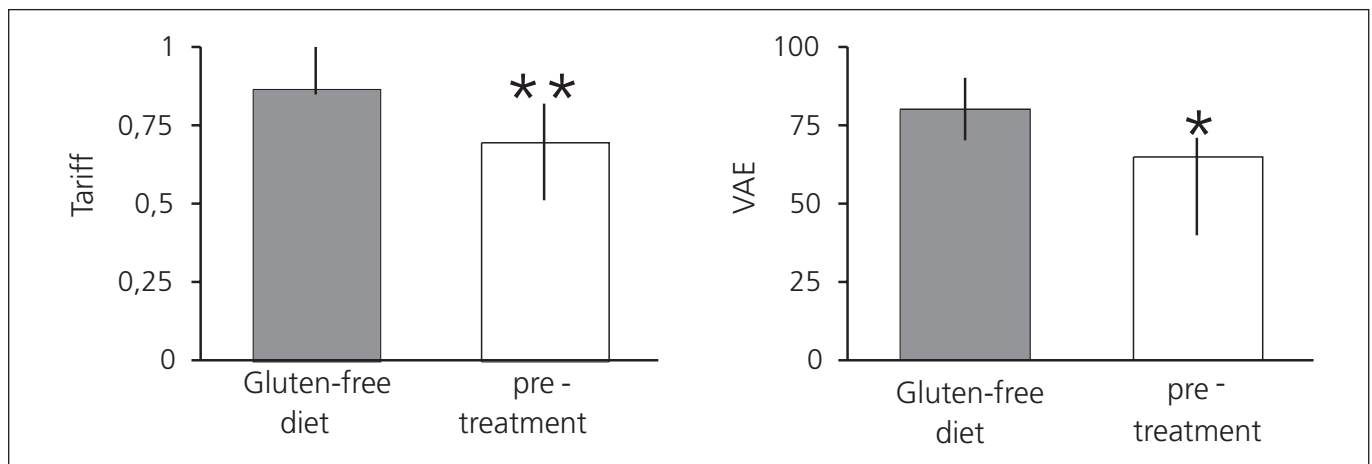 Tariff
1
0,75
0,5
0,25
0
**
Gluten-free
diet
pre -
treatment
VAE
100
75
50
25
0
*
Gluten-free
diet
pre -
treatment